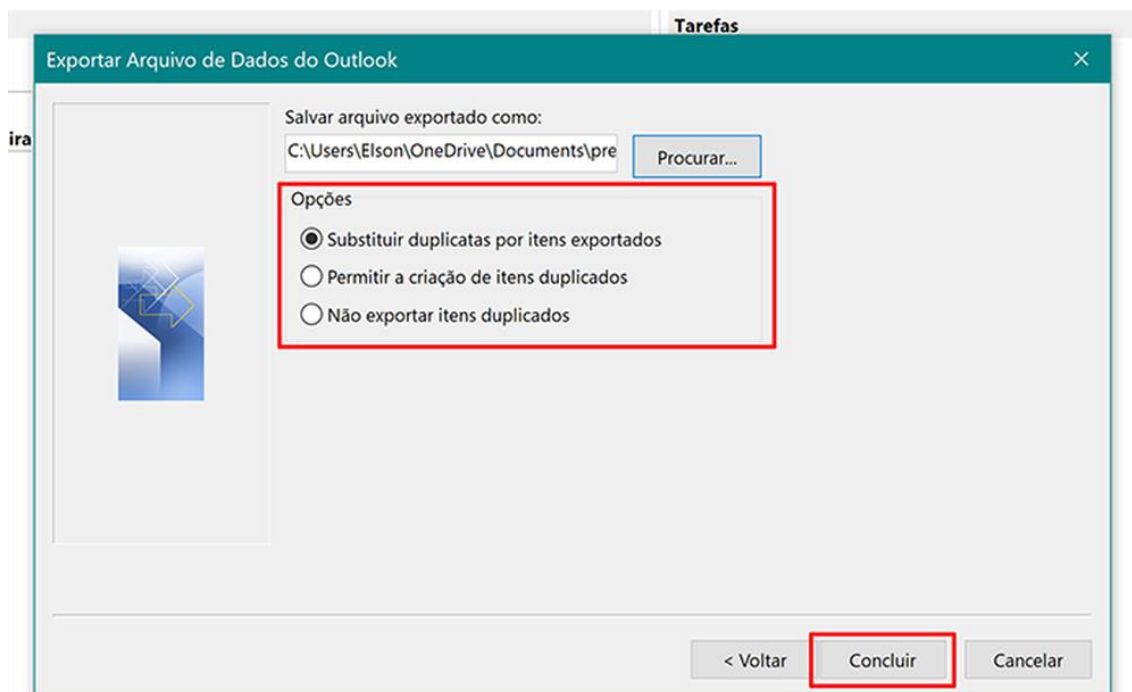 Tarefas
Exportar Arquivo de Dados do Outlook
ira
Salvar arquivo exportado como:
C:\Users\Elson\OneDrive\Documents\pre
Procurar...
Opções
Substituir duplicatas por itens exportados
Permitir a criação de itens duplicados
Não exportar itens duplicados
< Voltar
Concluir
Cancelar